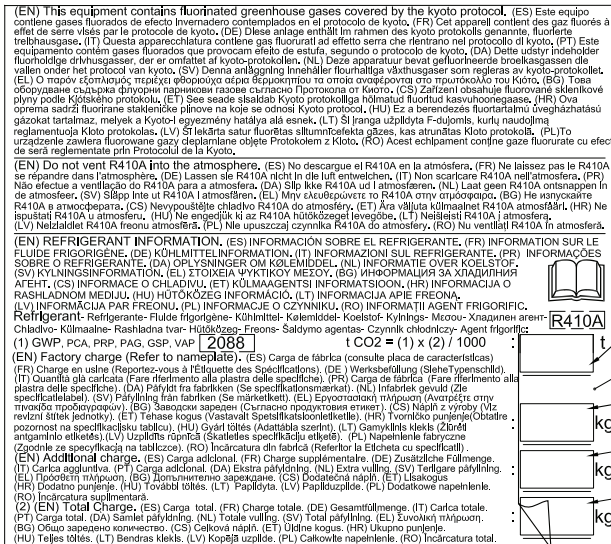 (EN) This equipment contains fluorinated greenhouse gases covered by the kyoto protocol. (ES) Este equipo
contiene gases fluorados de efecto Invernadero contemplados en el protocolo de kyoto. (FR) Cet appareil contient des gaz fluorés à
effet de serre visés par le protocole de kyoto. (DE) Diese anlage enthält Im rahmen des kyoto protokolls genannte, fluorierte
treibhausgase. (IT) Questa apparecchiatura contiene gas fluorurati ad effetto serra che rientrano nel protocollo di kyoto. (PT) Este
equipamento contém gases fluorados que provocam efeito de estufa, segundo o protocolo de kyoto. (DA) Dette udstyr indeholder
fluorholdige drivhusgasser, der er omfattet af kyoto-protokollen. (NL) Deze apparatuur bevat gefluorineerde broeikasgassen die
vallen onder het protocol van kyoto. (SV) Denna anläggning Innehåller fluorhaltiga växthusgaser som regleras av kyoto-protokollet.
(EL) Ο παρόν εξοπλισμός περιέχει φθοριούχα αέρια θερμοκηπίου τα οποία αναφέρονται στο πρωτόκολλο του Κιότο. (BG) Това
оборудване съдържа флуорни парникови газове съгласно Протокола от Киото. (CS) Zařízení obsahuje fluorované skleníkové
plyny podle Kjótského protokolu. (ET) See seade sisaldab Kyoto protokolliga hõlmatud fluoritud kasvuhoonegaase. (HR) Ova
oprema sadrži fluorirane stakleničke plinove na koje se odnosi Kyoto protokol. (HU) Ez a berendezés fluortartalmú üvegházhatású
gázokat tartalmaz, melyek a Kyoto-i egyezmény hatálya alá esnek. (LT) Ši įranga užpildyta F-dujomis, kurių naudojimą
reglamentuoja Kioto protokolas. (LV) Šī iekārta satur fluorētas siltumnīcefekta gāzes, kas atrunātas Kioto protokolā. (PL)To
urządzenie zawiera fluorowane gazy cieplarniane objęte Protokołem z Kioto. (RO) Acest echipament conţine gaze fluorurate cu efect
de seră reglementate prin Protocolul de la Kyoto.
(EN) Do not vent R410A into the atmosphere. (ES) No descargue el R410A en la atmósfera. (FR) Ne laissez pas le R410A
se répandre dans l'atmosphère. (DE) Lassen sie R410A nicht in die luft entweichen. (IT) Non scaricare R410A nell'atmosfera. (PR)
Não efectue a ventilação do R410A para a atmosfera. (DA) Slip Ikke R410A ud I atmosfæren. (NL) Laat geen R410A ontsnappen in
de atmosfeer. (SV) Släpp Inte ut R410A I atmosfären. (EL) Μην ελευθερώνετε το R410A στην ατμόσφαιρα. (BG) Не изпускайте
R410A в атмосферата. (CS) Nevypouštějte chladivo R410A do atmosféry. (ET) Ära välljuta külmaainet R410A atmosfääri. (HR) Ne
ispuštati R410A u atmosferu. (HU) Ne engedjük ki az R410A hűtőközeget levegőbe. (LT) Neišleisti R410A į atmosferą.
(LV) Neizlaidiet R410A freonu atmosfērā. (PL) Nie upuszczaj czynnika R410A do atmosfery. (RO) Nu ventilați R410A în atmosferă.
(EN) REFRIGERANT INFORMATION. (ES) INFORMACIÓN SOBRE EL REFRIGERANTE. (FR) INFORMATION SUR LE
FLUIDE FRIGORIGÈNE. (DE) KÜHLMITTELINFORMATION. (IT) INFORMAZIONI SUL REFRIGERANTE. (PR) INFORMAÇÕES
SOBRE O REFRIGERANTE. (DA) OPLYSNINGER OM KØLEMIDDEL. (NL) INFORMATIE OVER KOELSTOF.
(SV) KYLNINGSINFORMATION. (EL) ΣΤΟΙΧΕΙΑ ΨΥΚΤΙΚΟΥ ΜΕΣΟΥ. (BG) ИНФОРМАЦИЯ ЗА ХЛАДИЛНИЯ
АГЕНТ. (CS) INFORMACE O CHLADIVU. (ET) KÜLMAAGENTSI INFORMATSIOON. (HR) INFORMACIJA O
RASHLADNOM MEDIJU. (HU) HŰTŐKÖZEG INFORMÁCIÓ. (LT) INFORMACIJA APIE FREONĄ.
(LV) INFORMĀCIJA PAR FREONU. (PL) INFORMACJE O CZYNNIKU. (RO) INFORMAȚII AGENT FRIGORIFIC.
Refrigerant- Refrigerante- Fluide frigorigène- Kühlmittel- Kølemiddel- Koelstof- Kylnings- Μεσου- Хладилен агент-
Chladivo- Külmaaine- Rashladna tvar- Hűtőközeg- Freons- Šaldymo agentas- Czynnik chłodniczy- Agent frigorific: R410A
(1) GWP, PCA, PRP, PAG, GSP, VAP 2088 t CO2 = (1) x (2) / 1000 : t
(EN) Factory charge (Refer to nameplate). (ES) Carga de fábrica (consulte placa de características)
(FR) Charge en usine (Reportez-vous à l'Étiquette des Spécifications). (DE ) Werksbefüllung (SieheTypenschild).
(IT) Quantità già caricata (Fare riferimento alla piastra delle specifiche). (PR) Carga de fábrica (Fare riferimento alla
piastra delle specifiche). (DA) Påfyldt fra fabrikken (Se specifikationsmærkat). (NL) Infabriek gevuld (Zie
specificatielabel). (SV) Påfyllning från fabriken (Se märketikett). (EL) Εργοστασιακή πλήρωση (Ανατρέξτε στην
πινακίδα προδιαγραφών). (BG) Заводски зареден (Съгласно продуктовия етикет). (CS) Náplň z výroby (Viz
revizní štítek jednotky). (ET) Tehase kogus (Vastavalt Spetsifikatsioonietiketile). (HR) Tvorničko punjenje(Obtatire
pozornost na specifikacijsku tablicu). (HU) Gyári töltés (Adattábla szerint). (LT) Gamyklinis kiekis (Žiūrėti
antgaminio etiketės).(LV) Uzpildīts rūpnīcā (Skatieties specifikāciju etiķetē). (PL) Napełnienie fabryczne
(Zgodnie ze specyfikacją na tabliczce). (RO) Încărcătura din fabrică (Referitor la Eticheta cu specificații). : kg
(EN) Additional charge. (ES) Carga adicional. (FR) Charge supplémentaire. (DE) Zusätzliche Füllmenge.
(IT) Carica aggiuntiva. (PT) Carga adicional. (DA) Ekstra påfyldning. (NL) Extra vulling. (SV) Terligare påfyllning.
(EL) Πρόσθετη πλήρωση. (BG) Допълнително зареждане. (CS) Dodatečná náplň. (ET) Lisakogus
(HR) Dodatno punjenje. (HU) További töltés. (LT) Papildyta. (LV) Papilduzpilde. (PL) Dodatkowe napełnienie.
(RO) Încărcătura suplimentară. : kg
(2) (EN) Total Charge. (ES) Carga total. (FR) Charge totale. (DE) Gesamtfüllmenge. (IT) Carica totale.
(PT) Carga total. (DA) Samlet påfyldning. (NL) Totale vulling. (SV) Total påfyllning. (EL) Συνολική πλήρωση.
(BG) Общо заредено количество. (CS) Celková náplň. (ET) Üldine kogus. (HR) Ukupno punjenje.
(HU) Teljes töltés. (LT) Bendras kiekis. (LV) Kopējā uzpilde. (PL) Całkowite napełnienie. (RO) Încărcatura total. : kg